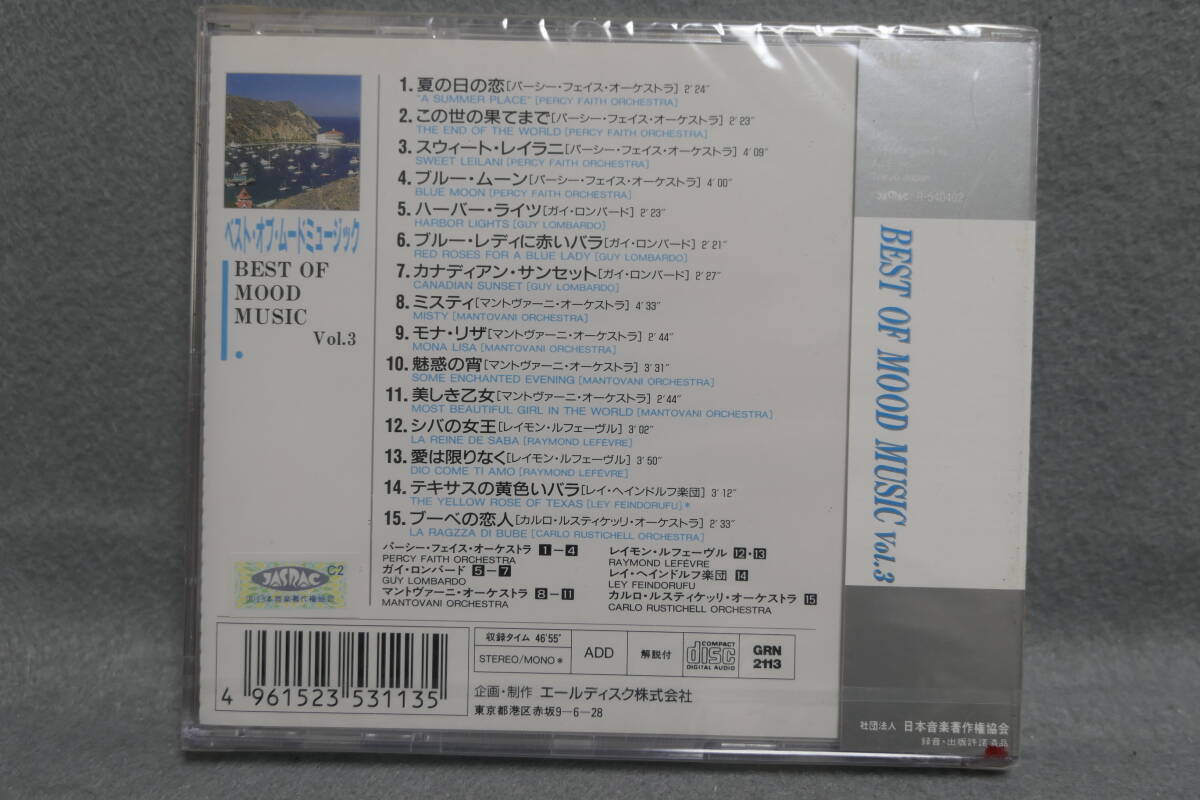 ベスト・オブ・ムードミュージック
BEST OF
MOOD
MUSIC
Vol.3
1. 夏の日の恋[パーシー・フェイス・オーケストラ] 2'24"
"A SUMMER PLACE" [PERCY FAITH ORCHESTRA]
2. この世の果てまで[パーシー・フェイス・オーケストラ] 2'23"
THE END OF THE WORLD [PERCY FAITH ORCHESTRA]
3. スウィート・レイラニ[パーシー・フェイス・オーケストラ] 4'09"
SWEET LEILANI [PERCY FAITH ORCHESTRA]
4. ブルー・ムーン[パーシー・フェイス・オーケストラ] 4'00"
BLUE MOON [PERCY FAITH ORCHESTRA]
5. ハーバー・ライツ[ガイ・ロンバード] 2'23"
HARBOR LIGHTS [GUY LOMBARDO]
6. ブルー・レディに赤いバラ[ガイ・ロンバード] 2'21"
RED ROSES FOR A BLUE LADY [GUY LOMBARDO]
7. カナディアン・サンセット[ガイ・ロンバード] 2'27"
CANADIAN SUNSET [GUY LOMBARDO]
8. ミスティ[マントヴァーニ・オーケストラ] 4'33"
MISTY [MANTOVANI ORCHESTRA]
9. モナ・リザ[マントヴァーニ・オーケストラ] 2'44"
MONA LISA [MANTOVANI ORCHESTRA]
10. 魅惑の宵[マントヴァーニ・オーケストラ] 3'31"
SOME ENCHANTED EVENING [MANTOVANI ORCHESTRA]
11. 美しき乙女[マントヴァーニ・オーケストラ] 2'44"
MOST BEAUTIFUL GIRL IN THE WORLD [MANTOVANI ORCHESTRA]
12. シバの女王[レイモン・ルフェーヴル] 3'02"
LA REINE DE SABA [RAYMOND LEFÈVRE]
13. 愛は限りなく[レイモン・ルフェーヴル] 3'50"
DIO COME TI AMO [RAYMOND LEFÈVRE]
14. テキサスの黄色いバラ[レイ・ヘインドルフ楽団] 3'12"
THE YELLOW ROSE OF TEXAS [LEY FEINDORUFU]*
15. ブーベの恋人[カルロ・ルスティケッリ・オーケストラ] 2'33"
LA RAGZZA DI BUBE [CARLO RUSTICHELL ORCHESTRA]
パーシー・フェイス・オーケストラ 1-4
PERCY FAITH ORCHESTRA
ガイ・ロンバード 5-7
GUY LOMBARDO
マントヴァーニ・オーケストラ 8-11
MANTOVANI ORCHESTRA
レイモン・ルフェーヴル 12・13
RAYMOND LEFÈVRE
レイ・ヘインドルフ楽団 14
LEY FEINDORUFU
カルロ・ルスティケッリ・オーケストラ 15
CARLO RUSTICHELL ORCHESTRA
C2
JASRAC
日本音楽著作権協会
4 961523 531135
収録タイム 46'55"
STEREO/MONO*
ADD
解説付
COMPACT
disc
DIGITAL AUDIO
GRN
2113
企画・制作 エールディスク株式会社
東京都港区赤坂9-6-28
JASRAC R-540402
BEST OF MOOD MUSIC Vol.3
社団法人 日本音楽著作権協会
録音・出版許諾済品